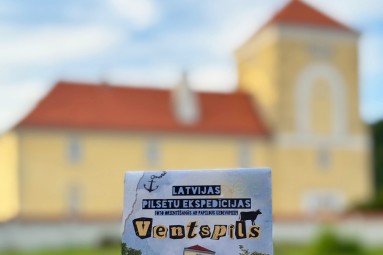 LATVIJAS
PILSĒTU EKSPEDĪCIJAS
Ventspils